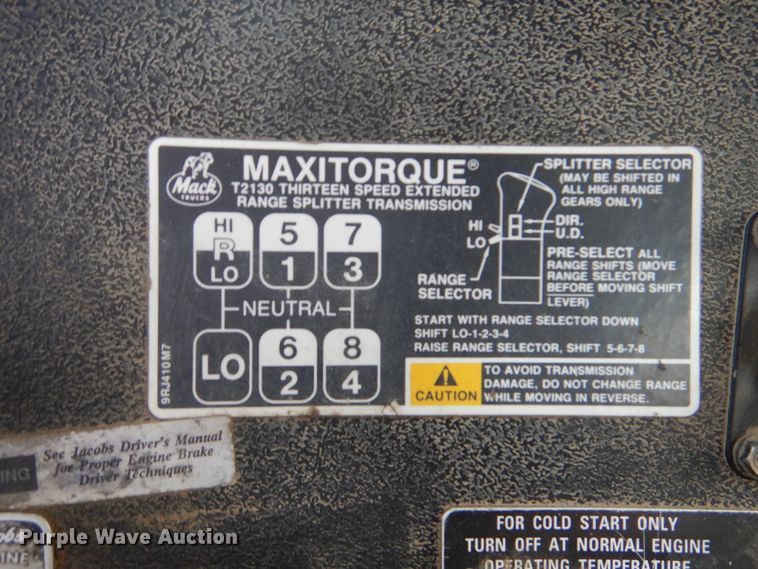 MAXITORQUE®
T2130 THIRTEEN SPEED EXTENDED
RANGE SPLITTER TRANSMISSION
Mack
TRUCKS
HI
R
LO
5
1
7
3
NEUTRAL
LO
6
2
8
4
SPLITTER SELECTOR
(MAY BE SHIFTED IN
ALL HIGH RANGE
GEARS ONLY)
HI
LO
DIR.
U.D.
RANGE
SELECTOR
PRE-SELECT ALL
RANGE SHIFTS (MOVE
RANGE SELECTOR
BEFORE MOVING SHIFT
LEVER)
START WITH RANGE SELECTOR DOWN
SHIFT LO-1-2-3-4
RAISE RANGE SELECTOR, SHIFT 5-6-7-8
CAUTION
TO AVOID TRANSMISSION
DAMAGE, DO NOT CHANGE RANGE
WHILE MOVING IN REVERSE.
9RJ410M7
See Jacobs Driver's Manual
for Proper Engine Brake
Driver Techniques
FOR COLD START ONLY
TURN OFF AT NORMAL ENGINE
OPERATING TEMPERATURE
Purple Wave Auction